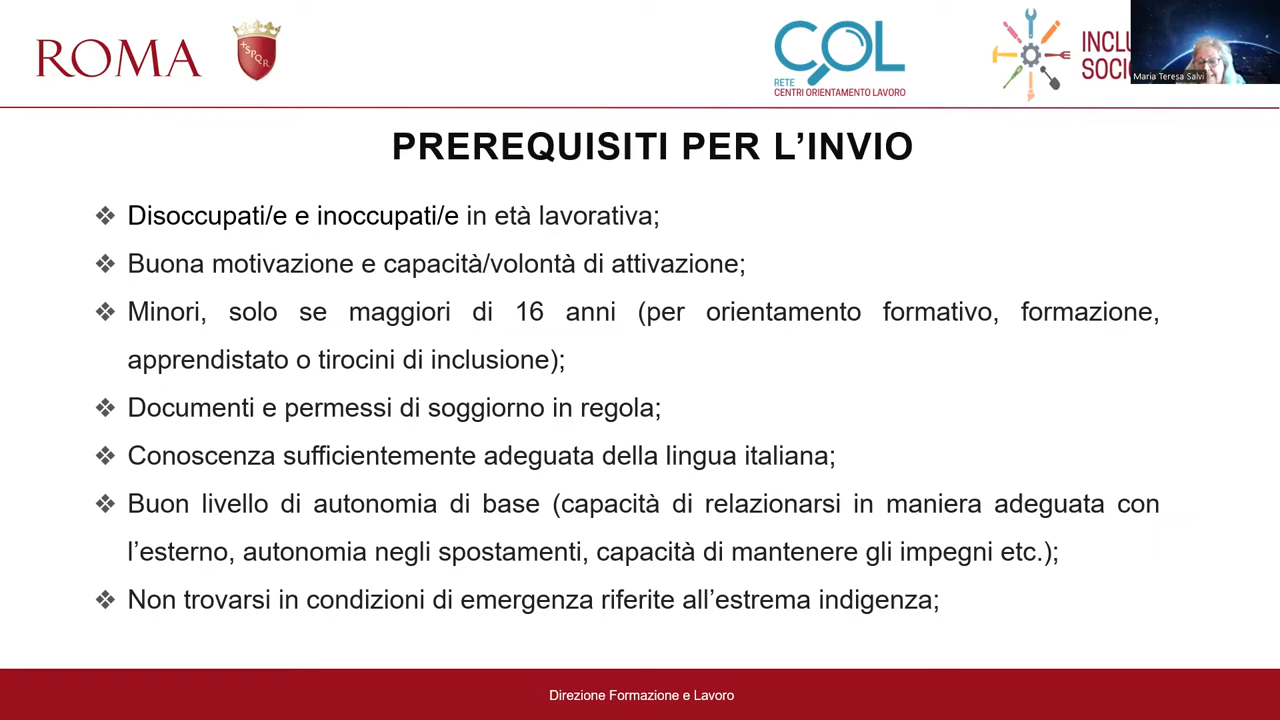 ROMA
SPQR
COL
RETE
CENTRI ORIENTAMENTO LAVORO
Maria Teresa Salvi
PREREQUISITI PER L’INVIO
❖ Disoccupati/e e inoccupati/e in età lavorativa;
❖ Buona motivazione e capacità/volontà di attivazione;
❖ Minori, solo se maggiori di 16 anni (per orientamento formativo, formazione,
apprendistato o tirocini di inclusione);
❖ Documenti e permessi di soggiorno in regola;
❖ Conoscenza sufficientemente adeguata della lingua italiana;
❖ Buon livello di autonomia di base (capacità di relazionarsi in maniera adeguata con
l’esterno, autonomia negli spostamenti, capacità di mantenere gli impegni etc.);
❖ Non trovarsi in condizioni di emergenza riferite all’estrema indigenza;
Direzione Formazione e Lavoro